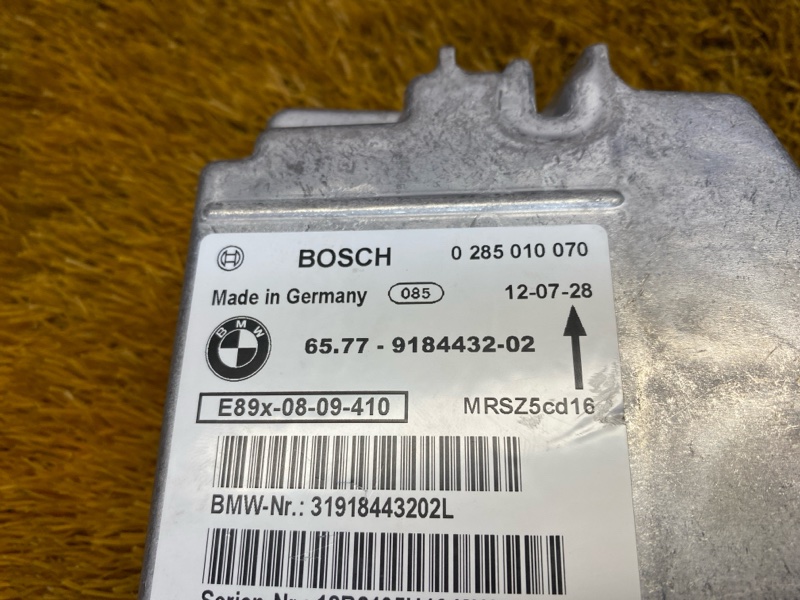 BOSCH 0 285 010 070
Made in Germany 085 12-07-28
BMW 65.77 - 9184432-02
E89x-08-09-410 MRSZ5cd16
BMW-Nr.: 31918443202L